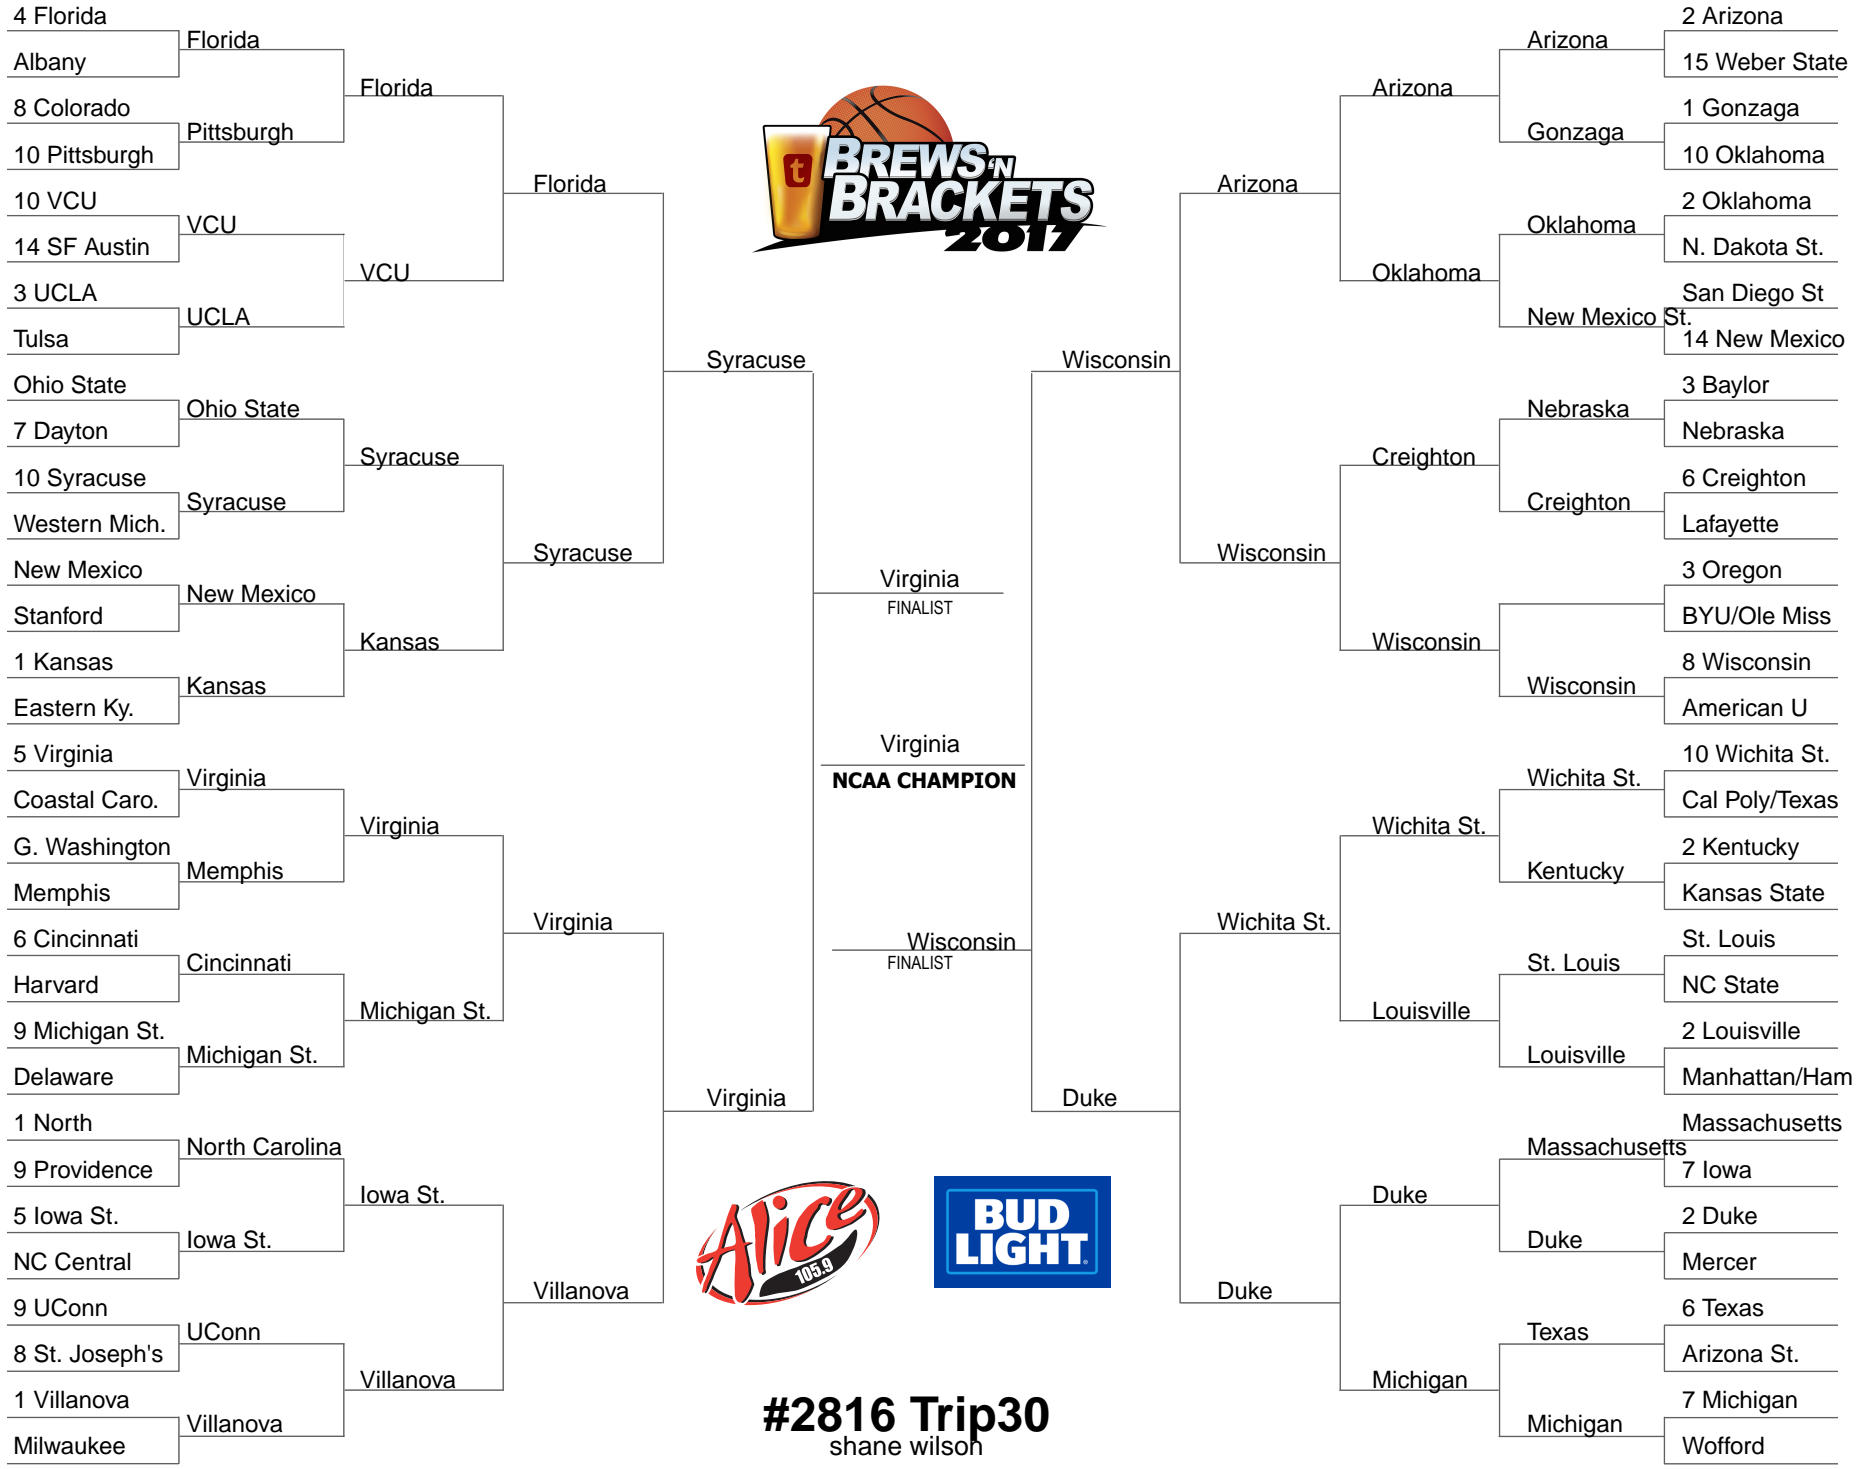 4 Florida
Albany
8 Colorado
10 Pittsburgh
10 VCU
14 SF Austin
3 UCLA
Tulsa
Ohio State
7 Dayton
10 Syracuse
Western Mich.
New Mexico
Stanford
1 Kansas
Eastern Ky.
5 Virginia
Coastal Caro.
G. Washington
Memphis
6 Cincinnati
Harvard
9 Michigan St.
Delaware
1 North
9 Providence
5 Iowa St.
NC Central
9 UConn
8 St. Joseph's
1 Villanova
Milwaukee
Florida
Pittsburgh
VCU
UCLA
Ohio State
Syracuse
New Mexico
Kansas
Virginia
Memphis
Cincinnati
Michigan St.
North Carolina
Iowa St.
UConn
Villanova
Florida
VCU
Syracuse
Kansas
Virginia
Michigan St.
Iowa St.
Villanova
Florida
Syracuse
Virginia
Villanova
Syracuse
Virginia
t
BREWS 'N
BRACKETS
2017
Virginia
FINALIST
Virginia
NCAA CHAMPION
Wisconsin
FINALIST
Alice
105.9
BUD
LIGHT
#2816 Trip30
shane wilson
Wisconsin
Duke
Arizona
Wisconsin
Wichita St.
Duke
Arizona
Oklahoma
Creighton
Wisconsin
Wichita St.
Louisville
Duke
Michigan
Arizona
Gonzaga
Oklahoma
New Mexico St.
Nebraska
Creighton
Wisconsin
Wichita St.
Kentucky
St. Louis
Louisville
Massachusetts
Duke
Texas
Michigan
2 Arizona
15 Weber State
1 Gonzaga
10 Oklahoma
2 Oklahoma
N. Dakota St.
San Diego St
14 New Mexico
3 Baylor
Nebraska
6 Creighton
Lafayette
3 Oregon
BYU/Ole Miss
8 Wisconsin
American U
10 Wichita St.
Cal Poly/Texas
2 Kentucky
Kansas State
St. Louis
NC State
2 Louisville
Manhattan/Ham
Massachusetts
7 Iowa
2 Duke
Mercer
6 Texas
Arizona St.
7 Michigan
Wofford